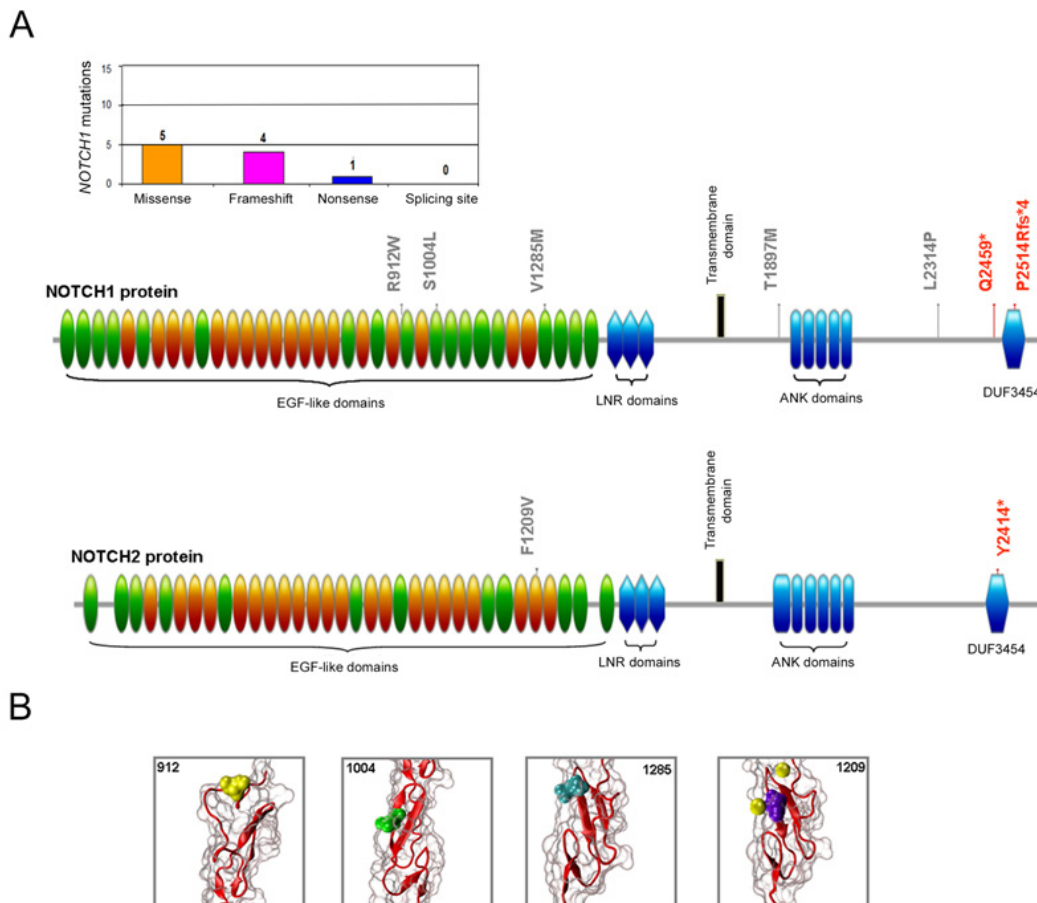 A
NOTCH1 mutations
15
10
5
0
5
4
1
0
Missense
Frameshift
Nonsense
Splicing site
NOTCH1 protein
R912W
S1004L
V1285M
Transmembrane
domain
T1897M
L2314P
Q2459*
P2514Rfs*4
EGF-like domains
LNR domains
ANK domains
DUF3454
NOTCH2 protein
F1209V
Transmembrane
domain
Y2414*
EGF-like domains
LNR domains
ANK domains
DUF3454
B
912
1004
1285
1209